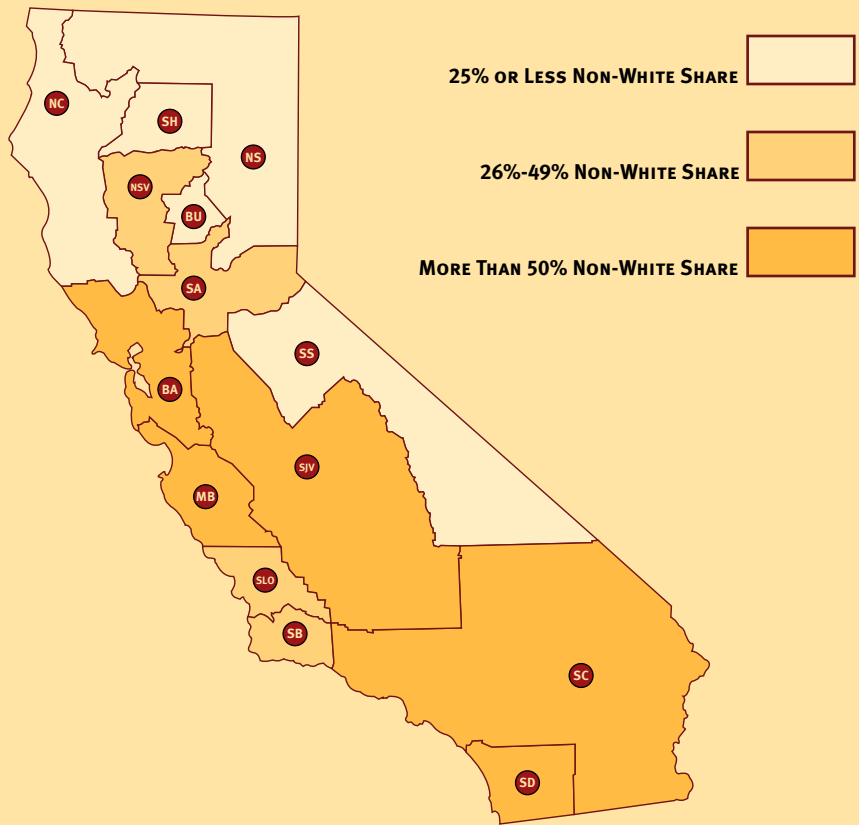 25% or Less Non-White Share
26%-49% Non-White Share
More Than 50% Non-White Share
NC
SH
NS
NSV
BU
SA
SS
BA
SJV
MB
SLO
SB
SC
SD